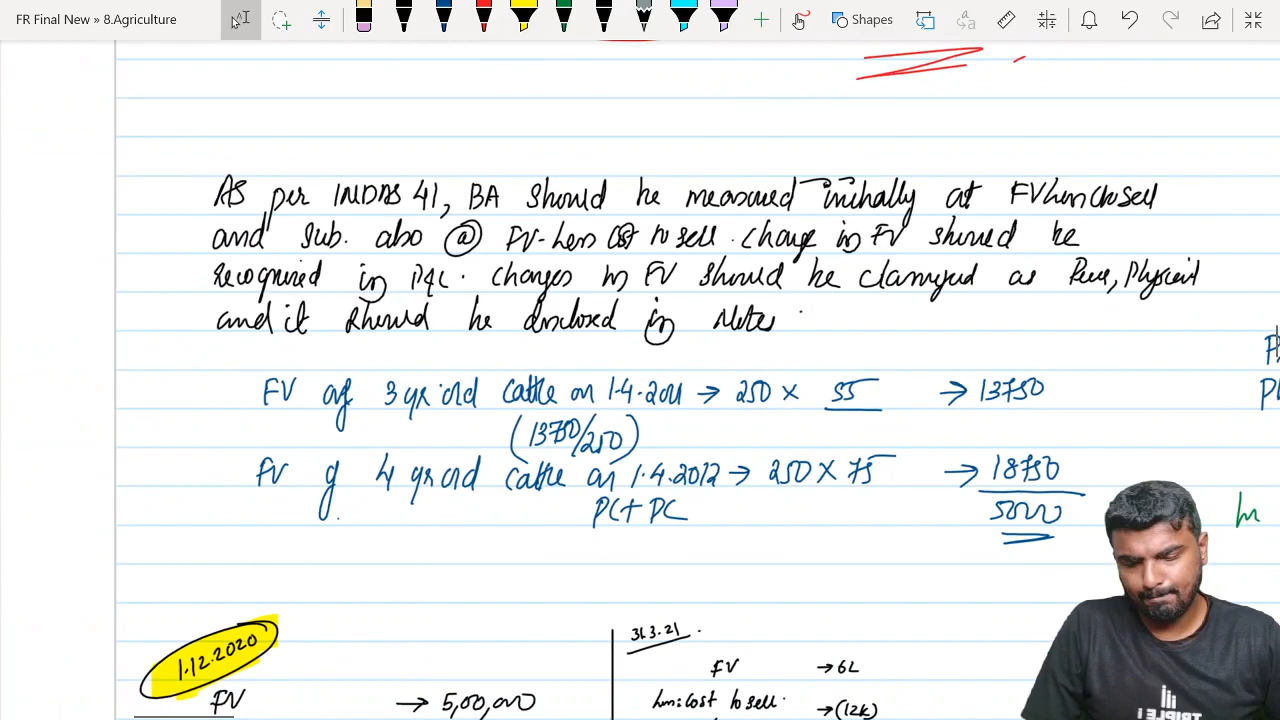 FR Final New » 8.Agriculture
Shapes
As per INDAS 41, BA should be measured initially at FV less cost to sell
and sub. also @ FV-less cost to sell. Change in FV should be
recognised in P&L. Changes in FV should be classified as Price, Physical
and it should be disclosed in Notes.
FV of 3 yr old cattle on 1.4.2011 → 250 × 55 → 13750
(13750/250)
FV of 4 yr old cattle on 1.4.2012 → 250 × 75 → 18750
PC + PC 5000
1.12.2020
FV → 5,00,000
31.3.21
FV → 6L
less: cost to sell. → (12k)
TRIPLE